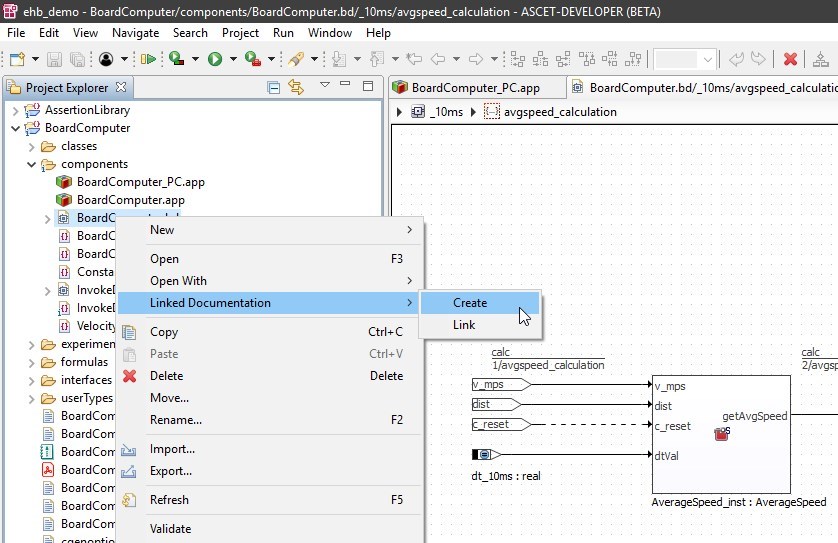 ehb_demo - BoardComputer/components/BoardComputer.bd/_10ms/avgspeed_calculation - ASCET-DEVELOPER (BETA)
File Edit View Navigate Search Project Run Window Help
Project Explorer
BoardComputer_PC.app
BoardComputer.bd/_10ms/avgspeed_calculatio
_10ms
avgspeed_calculation
AssertionLibrary
BoardComputer
classes
components
BoardComputer_PC.app
BoardComputer.app
BoardC
BoardC
Consta
InvokeD
InvokeD
Velocity
experimen
formulas
interfaces
userTypes
BoardCom
BoardCom
BoardCom
BoardCom
BoardCom
BoardCom
BoardCom
cgenoption
New
Open F3
Open With
Linked Documentation
Copy Ctrl+C
Paste Ctrl+V
Delete Delete
Move...
Rename... F2
Import...
Export...
Refresh F5
Validate
Create
Link
calc
1/avgspeed_calculation
calc
2/avgsp
v_mps
dist
c_reset
dt_10ms : real
v_mps
dist
c_reset
dtVal
getAvgSpeed
AverageSpeed_inst : AverageSpeed